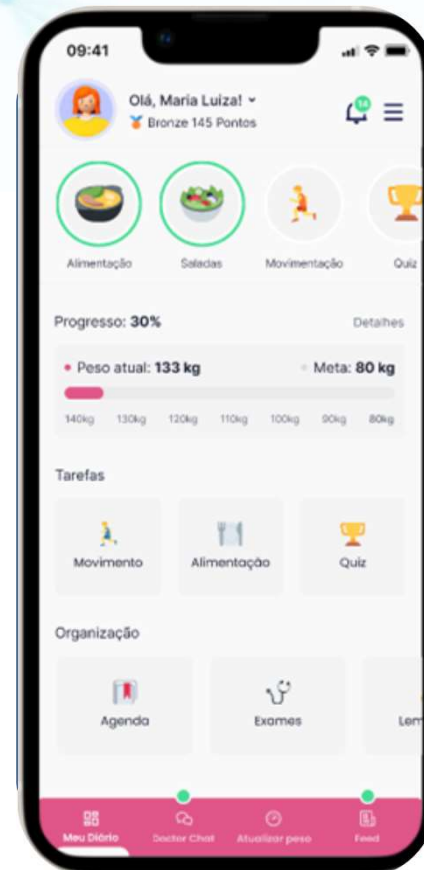 09:41
Olá, Maria Luiza!
Bronze 145 Pontos
14
Alimentação Saladas Movimentação Quiz
Progresso: 30% Detalhes
Peso atual: 133 kg Meta: 80 kg
140kg 130kg 120kg 110kg 100kg 90kg 80kg
Tarefas
Movimento Alimentação Quiz
Organização
Agenda Exames Lem
Meu Diário Doctor Chat Atualizar peso Feed